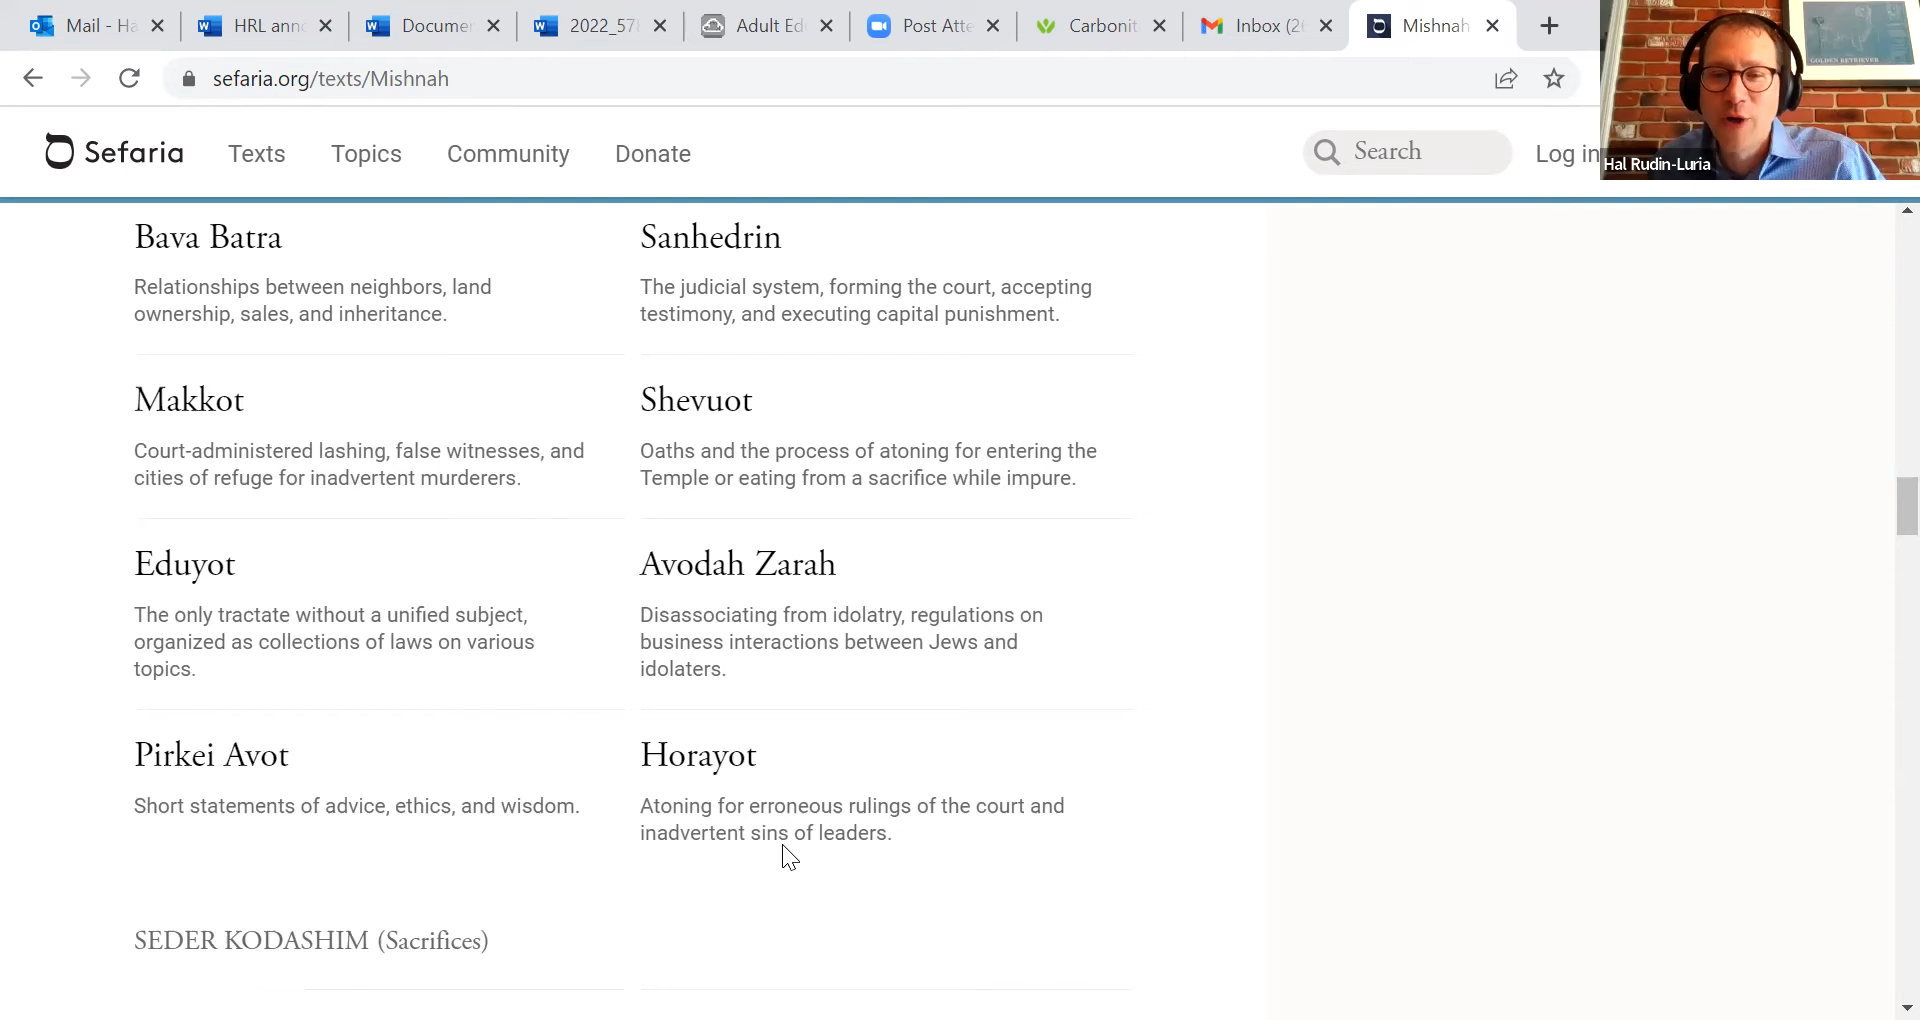 Mail - Ha
HRL ann
Documen
2022_57
Adult Ed
Post Atte
Carbonit
Inbox (2
Mishnah
sefaria.org/texts/Mishnah
GOLDEN RETRIEVER
Sefaria
Texts
Topics
Community
Donate
Search
Log in
Hal Rudin-Luria
Bava Batra
Relationships between neighbors, land
ownership, sales, and inheritance.
Sanhedrin
The judicial system, forming the court, accepting
testimony, and executing capital punishment.
Makkot
Court-administered lashing, false witnesses, and
cities of refuge for inadvertent murderers.
Shevuot
Oaths and the process of atoning for entering the
Temple or eating from a sacrifice while impure.
Eduyot
The only tractate without a unified subject,
organized as collections of laws on various
topics.
Avodah Zarah
Disassociating from idolatry, regulations on
business interactions between Jews and
idolaters.
Pirkei Avot
Short statements of advice, ethics, and wisdom.
Horayot
Atoning for erroneous rulings of the court and
inadvertent sins of leaders.
SEDER KODASHIM (Sacrifices)